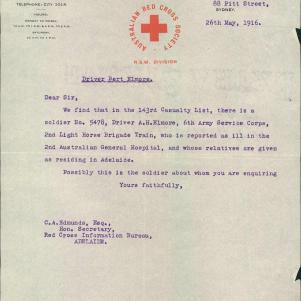 TELEPHONE: CITY
AUSTRALIAN RED CROSS SOCIETY
N.S.W. DIVISION
88 Pitt Street,
SYDNEY.
26th May, 1916.
Driver Bert Elmore.
Dear Sir,
We find that in the 143rd Casualty List, there is a
soldier No. 5478, Driver A.H.Elmore, 6th Army Service Corps,
2nd Light Horse Brigade Train, who is reported as ill in the
2nd Australian General Hospital, and whose relatives are given
as residing in Adelaide.
Possibly this is the soldier about whom you are enquiring
Yours faithfully,
C.A.Edmunds, Esq.,
Hon. Secretary,
Red Cross Information Bureau,
ADELAIDE.